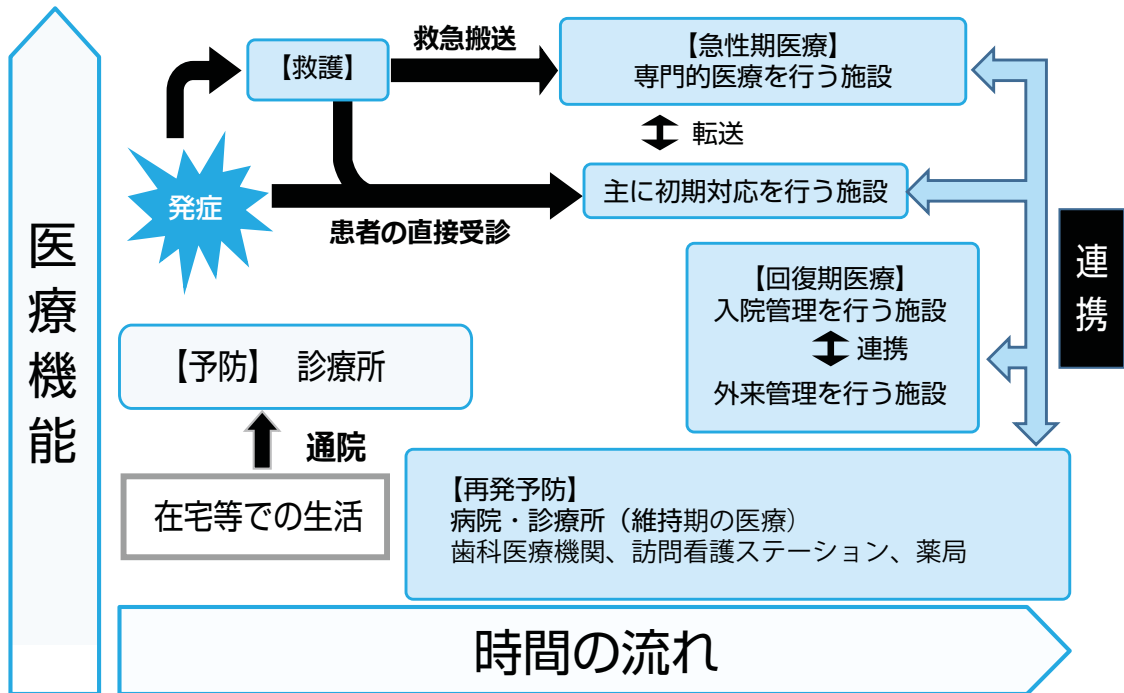 医療機能
【救護】
救急搬送
【急性期医療】
専門的医療を行う施設
転送
発症
患者の直接受診
主に初期対応を行う施設
連携
【回復期医療】
入院管理を行う施設
連携
外来管理を行う施設
【予防】 診療所
通院
在宅等での生活
【再発予防】
病院・診療所（維持期の医療）
歯科医療機関、訪問看護ステーション、薬局
時間の流れ